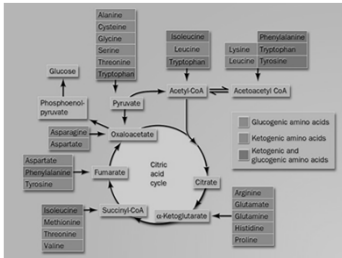 Alanine
Cysteine
Glycine
Serine
Threonine
Tryptophan
Isoleucine
Leucine
Tryptophan
Phenylalanine
Lysine Tryptophan
Leucine Tyrosine
Glucose
Acetyl-CoA
Acetoacetyl CoA
Phosphoenol-
pyruvate
Pyruvate
Glucogenic amino acids
Ketogenic amino acids
Ketogenic and
glucogenic amino acids
Asparagine
Aspartate
Oxaloacetate
Aspartate
Phenylalanine
Tyrosine
Fumarate
Citric
acid
cycle
Citrate
Isoleucine
Methionine
Threonine
Valine
Succinyl-CoA
α-Ketoglutarate
Arginine
Glutamate
Glutamine
Histidine
Proline